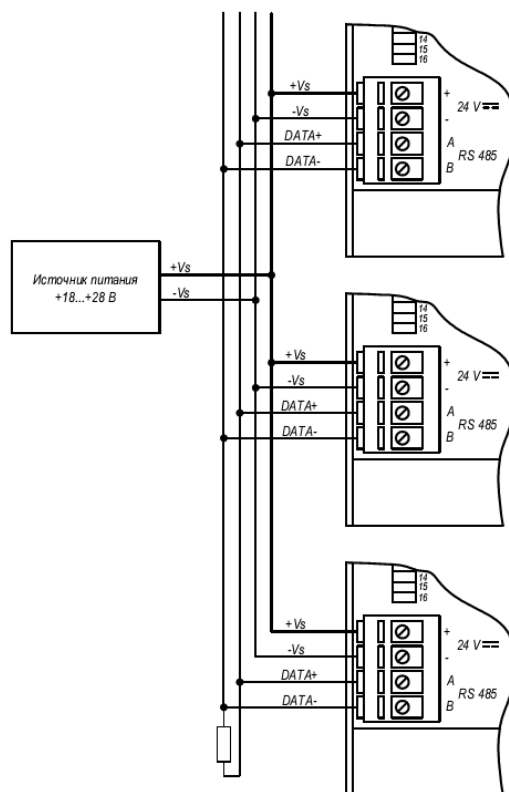 14
15
16
+Vs
+
-Vs
24 V
-
DATA+
A
RS 485
DATA-
B
Источник питания
+18...+28 В
+Vs
-Vs
14
15
16
+Vs
+
-Vs
24 V
-
DATA+
A
RS 485
DATA-
B
14
15
16
+Vs
+
-Vs
24 V
-
DATA+
A
RS 485
DATA-
B